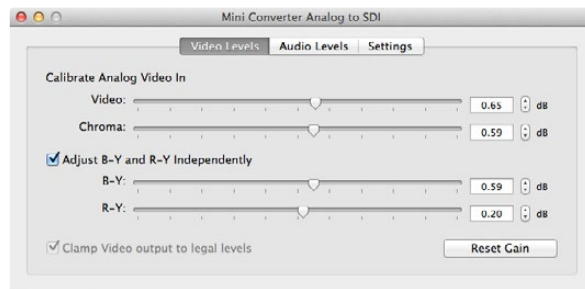 Mini Converter Analog to SDI
Video Levels Audio Levels Settings
Calibrate Analog Video In
Video: 0.65 dB
Chroma: 0.59 dB
Adjust B-Y and R-Y Independently
B-Y: 0.59 dB
R-Y: 0.20 dB
Clamp Video output to legal levels Reset Gain